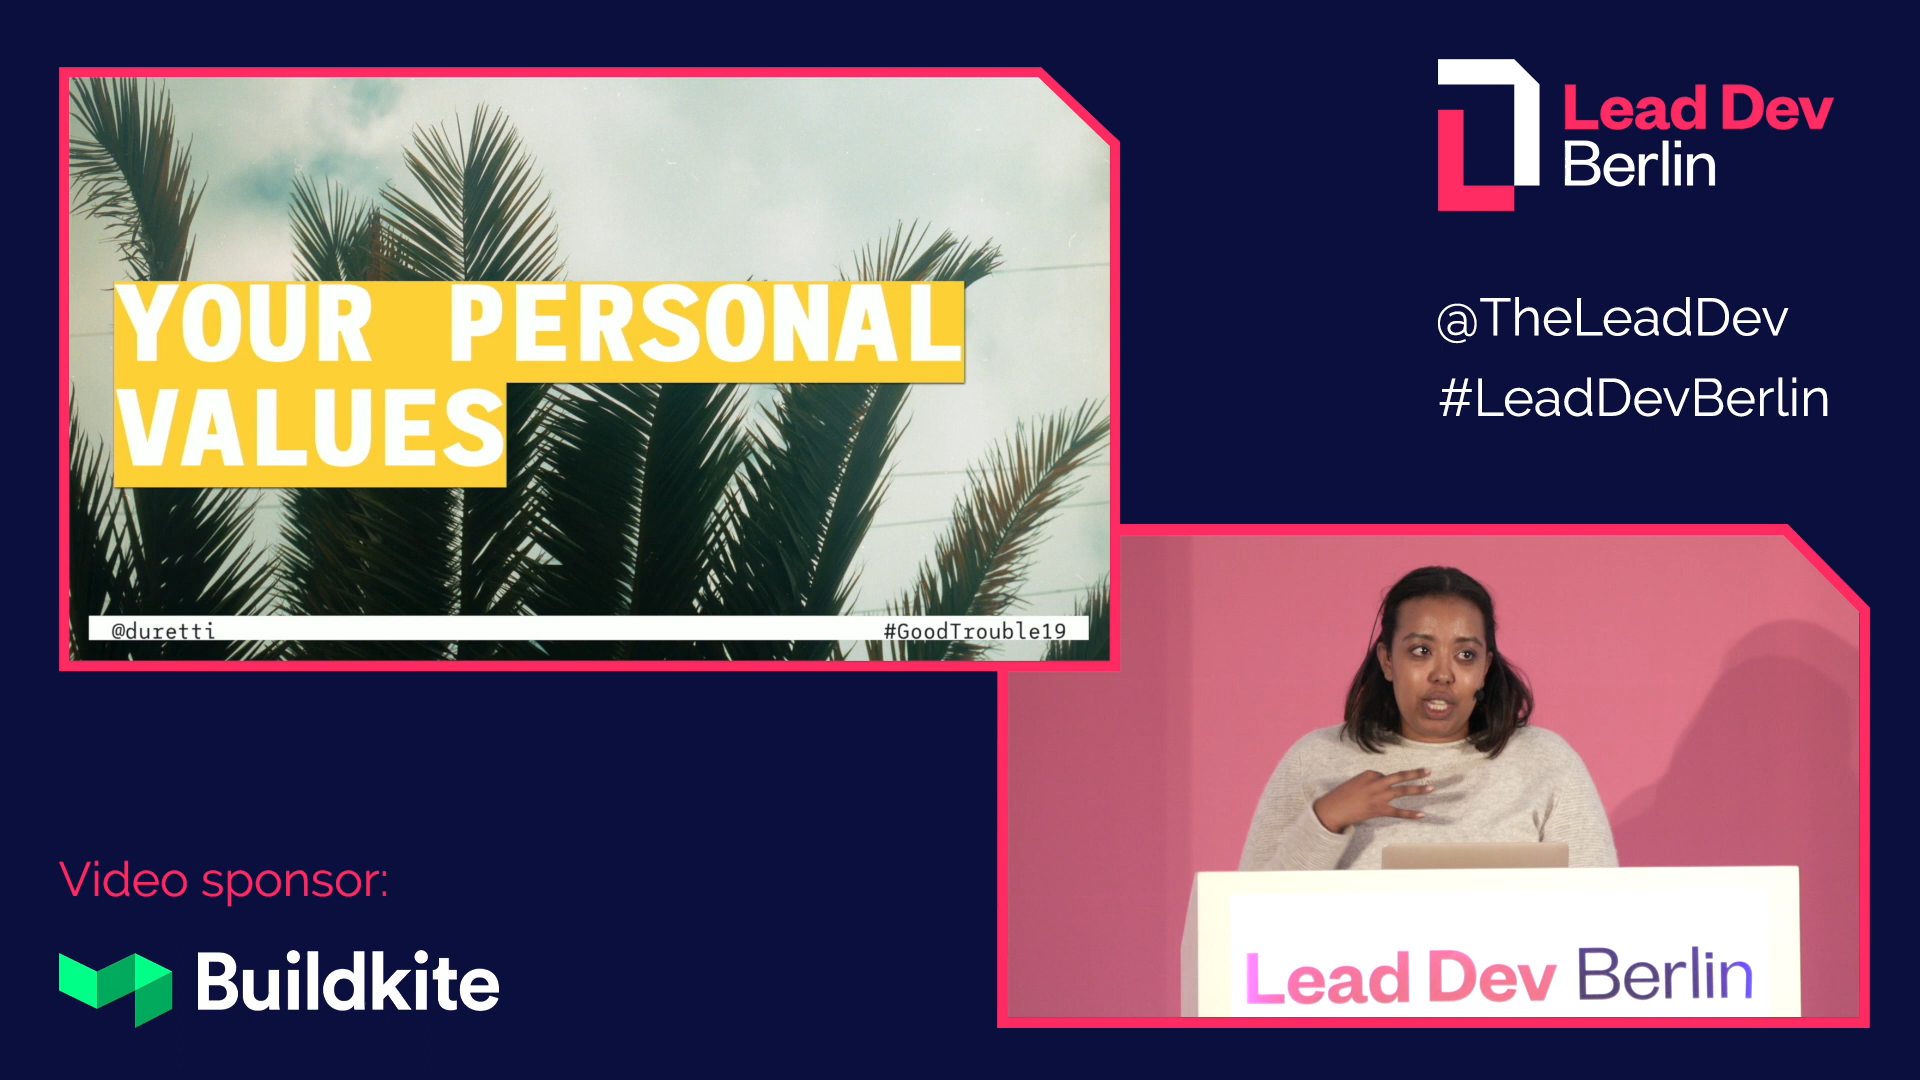 YOUR PERSONAL
VALUES
@duretti
#GoodTrouble19
Lead Dev
Berlin
@TheLeadDev
#LeadDevBerlin
Video sponsor:
Buildkite
Lead Dev Berlin